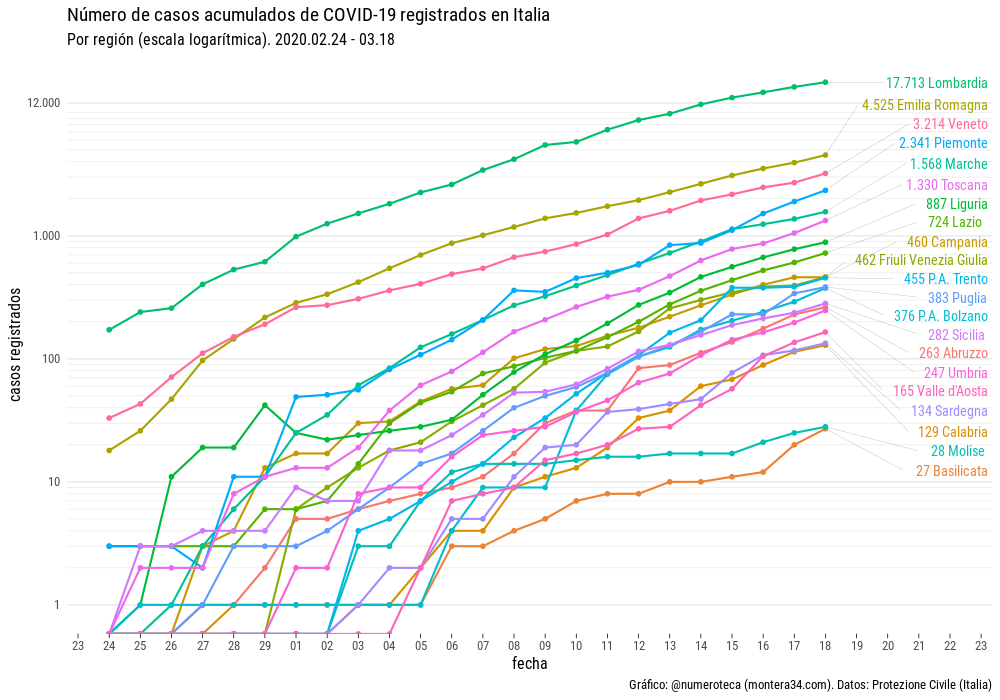 Número de casos acumulados de COVID-19 registrados en Italia
Por región (escala logarítmica). 2020.02.24 - 03.18
casos registrados
12.000
1.000
100
10
1
17.713 Lombardia
4.525 Emilia Romagna
3.214 Veneto
2.341 Piemonte
1.568 Marche
1.330 Toscana
887 Liguria
724 Lazio
460 Campania
462 Friuli Venezia Giulia
455 P.A. Trento
383 Puglia
376 P.A. Bolzano
282 Sicilia
263 Abruzzo
247 Umbria
165 Valle d'Aosta
134 Sardegna
129 Calabria
28 Molise
27 Basilicata
23 24 25 26 27 28 29 01 02 03 04 05 06 07 08 09 10 11 12 13 14 15 16 17 18 19 20 21 22 23
fecha
Gráfico: @numeroteca (montera34.com). Datos: Protezione Civile (Italia)